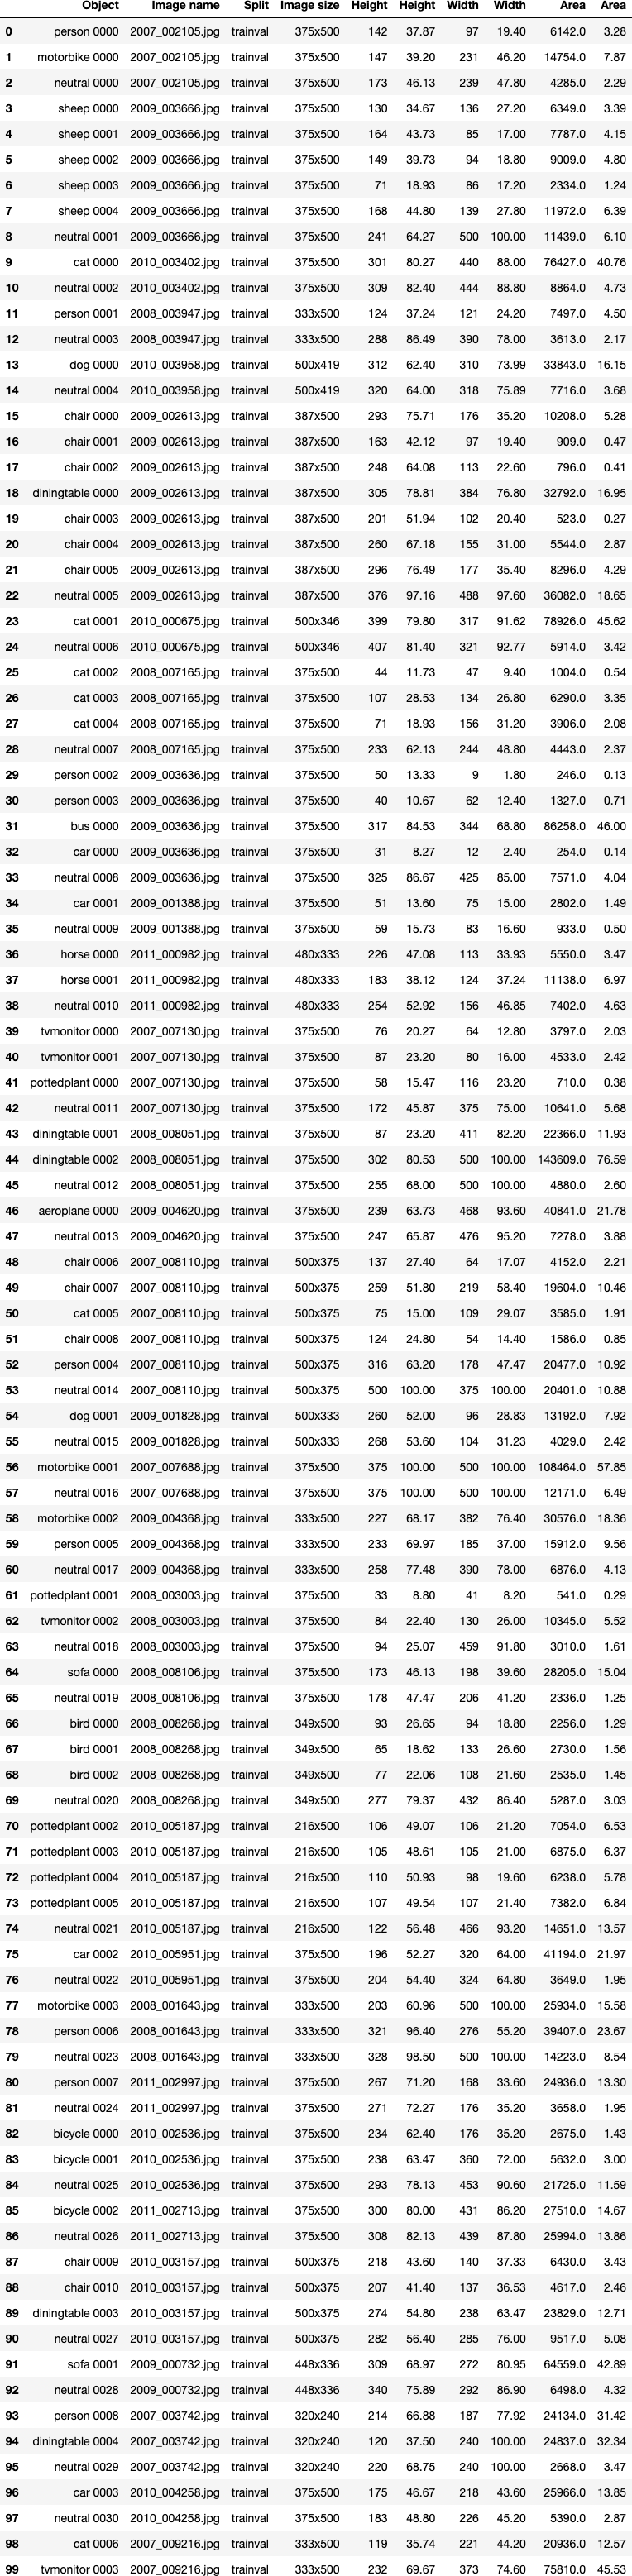 Object Image name Split Image size Height Height Width Width Area Area
0 person 0000 2007_002105.jpg trainval 375x500 142 37.87 97 19.40 6142.0 3.28
1 motorbike 0000 2007_002105.jpg trainval 375x500 147 39.20 231 46.20 14754.0 7.87
2 neutral 0000 2007_002105.jpg trainval 375x500 173 46.13 239 47.80 4285.0 2.29
3 sheep 0000 2009_003666.jpg trainval 375x500 130 34.67 136 27.20 6349.0 3.39
4 sheep 0001 2009_003666.jpg trainval 375x500 164 43.73 85 17.00 7787.0 4.15
5 sheep 0002 2009_003666.jpg trainval 375x500 149 39.73 94 18.80 9009.0 4.80
6 sheep 0003 2009_003666.jpg trainval 375x500 71 18.93 86 17.20 2334.0 1.24
7 sheep 0004 2009_003666.jpg trainval 375x500 168 44.80 139 27.80 11972.0 6.39
8 neutral 0001 2009_003666.jpg trainval 375x500 241 64.27 500 100.00 11439.0 6.10
9 cat 0000 2010_003402.jpg trainval 375x500 301 80.27 440 88.00 76427.0 40.76
10 neutral 0002 2010_003402.jpg trainval 375x500 309 82.40 444 88.80 8864.0 4.73
11 person 0001 2008_003947.jpg trainval 333x500 124 37.24 121 24.20 7497.0 4.50
12 neutral 0003 2008_003947.jpg trainval 333x500 288 86.49 390 78.00 3613.0 2.17
13 dog 0000 2010_003958.jpg trainval 500x419 312 62.40 310 73.99 33843.0 16.15
14 neutral 0004 2010_003958.jpg trainval 500x419 320 64.00 318 75.89 7716.0 3.68
15 chair 0000 2009_002613.jpg trainval 387x500 293 75.71 176 35.20 10208.0 5.28
16 chair 0001 2009_002613.jpg trainval 387x500 163 42.12 97 19.40 909.0 0.47
17 chair 0002 2009_002613.jpg trainval 387x500 248 64.08 113 22.60 796.0 0.41
18 diningtable 0000 2009_002613.jpg trainval 387x500 305 78.81 384 76.80 32792.0 16.95
19 chair 0003 2009_002613.jpg trainval 387x500 201 51.94 102 20.40 523.0 0.27
20 chair 0004 2009_002613.jpg trainval 387x500 260 67.18 155 31.00 5544.0 2.87
21 chair 0005 2009_002613.jpg trainval 387x500 296 76.49 177 35.40 8296.0 4.29
22 neutral 0005 2009_002613.jpg trainval 387x500 376 97.16 488 97.60 36082.0 18.65
23 cat 0001 2010_000675.jpg trainval 500x346 399 79.80 317 91.62 78926.0 45.62
24 neutral 0006 2010_000675.jpg trainval 500x346 407 81.40 321 92.77 5914.0 3.42
25 cat 0002 2008_007165.jpg trainval 375x500 44 11.73 47 9.40 1004.0 0.54
26 cat 0003 2008_007165.jpg trainval 375x500 107 28.53 134 26.80 6290.0 3.35
27 cat 0004 2008_007165.jpg trainval 375x500 71 18.93 156 31.20 3906.0 2.08
28 neutral 0007 2008_007165.jpg trainval 375x500 233 62.13 244 48.80 4443.0 2.37
29 person 0002 2009_003636.jpg trainval 375x500 50 13.33 9 1.80 246.0 0.13
30 person 0003 2009_003636.jpg trainval 375x500 40 10.67 62 12.40 1327.0 0.71
31 bus 0000 2009_003636.jpg trainval 375x500 317 84.53 344 68.80 86258.0 46.00
32 car 0000 2009_003636.jpg trainval 375x500 31 8.27 12 2.40 254.0 0.14
33 neutral 0008 2009_003636.jpg trainval 375x500 325 86.67 425 85.00 7571.0 4.04
34 car 0001 2009_001388.jpg trainval 375x500 51 13.60 75 15.00 2802.0 1.49
35 neutral 0009 2009_001388.jpg trainval 375x500 59 15.73 83 16.60 933.0 0.50
36 horse 0000 2011_000982.jpg trainval 480x333 226 47.08 113 33.93 5550.0 3.47
37 horse 0001 2011_000982.jpg trainval 480x333 183 38.12 124 37.24 11138.0 6.97
38 neutral 0010 2011_000982.jpg trainval 480x333 254 52.92 156 46.85 7402.0 4.63
39 tvmonitor 0000 2007_007130.jpg trainval 375x500 76 20.27 64 12.80 3797.0 2.03
40 tvmonitor 0001 2007_007130.jpg trainval 375x500 87 23.20 80 16.00 4533.0 2.42
41 pottedplant 0000 2007_007130.jpg trainval 375x500 58 15.47 116 23.20 710.0 0.38
42 neutral 0011 2007_007130.jpg trainval 375x500 172 45.87 375 75.00 10641.0 5.68
43 diningtable 0001 2008_008051.jpg trainval 375x500 87 23.20 411 82.20 22366.0 11.93
44 diningtable 0002 2008_008051.jpg trainval 375x500 302 80.53 500 100.00 143609.0 76.59
45 neutral 0012 2008_008051.jpg trainval 375x500 255 68.00 500 100.00 4880.0 2.60
46 aeroplane 0000 2009_004620.jpg trainval 375x500 239 63.73 468 93.60 40841.0 21.78
47 neutral 0013 2009_004620.jpg trainval 375x500 247 65.87 476 95.20 7278.0 3.88
48 chair 0006 2007_008110.jpg trainval 500x375 137 27.40 64 17.07 4152.0 2.21
49 chair 0007 2007_008110.jpg trainval 500x375 259 51.80 219 58.40 19604.0 10.46
50 cat 0005 2007_008110.jpg trainval 500x375 75 15.00 109 29.07 3585.0 1.91
51 chair 0008 2007_008110.jpg trainval 500x375 124 24.80 54 14.40 1586.0 0.85
52 person 0004 2007_008110.jpg trainval 500x375 316 63.20 178 47.47 20477.0 10.92
53 neutral 0014 2007_008110.jpg trainval 500x375 500 100.00 375 100.00 20401.0 10.88
54 dog 0001 2009_001828.jpg trainval 500x333 260 52.00 96 28.83 13192.0 7.92
55 neutral 0015 2009_001828.jpg trainval 500x333 268 53.60 104 31.23 4029.0 2.42
56 motorbike 0001 2007_007688.jpg trainval 375x500 375 100.00 500 100.00 108464.0 57.85
57 neutral 0016 2007_007688.jpg trainval 375x500 375 100.00 500 100.00 12171.0 6.49
58 motorbike 0002 2009_004368.jpg trainval 333x500 227 68.17 382 76.40 30576.0 18.36
59 person 0005 2009_004368.jpg trainval 333x500 233 69.97 185 37.00 15912.0 9.56
60 neutral 0017 2009_004368.jpg trainval 333x500 258 77.48 390 78.00 6876.0 4.13
61 pottedplant 0001 2008_003003.jpg trainval 375x500 33 8.80 41 8.20 541.0 0.29
62 tvmonitor 0002 2008_003003.jpg trainval 375x500 84 22.40 130 26.00 10345.0 5.52
63 neutral 0018 2008_003003.jpg trainval 375x500 94 25.07 459 91.80 3010.0 1.61
64 sofa 0000 2008_008106.jpg trainval 375x500 173 46.13 198 39.60 28205.0 15.04
65 neutral 0019 2008_008106.jpg trainval 375x500 178 47.47 206 41.20 2336.0 1.25
66 bird 0000 2008_008268.jpg trainval 349x500 93 26.65 94 18.80 2256.0 1.29
67 bird 0001 2008_008268.jpg trainval 349x500 65 18.62 133 26.60 2730.0 1.56
68 bird 0002 2008_008268.jpg trainval 349x500 77 22.06 108 21.60 2535.0 1.45
69 neutral 0020 2008_008268.jpg trainval 349x500 277 79.37 432 86.40 5287.0 3.03
70 pottedplant 0002 2010_005187.jpg trainval 216x500 106 49.07 106 21.20 7054.0 6.53
71 pottedplant 0003 2010_005187.jpg trainval 216x500 105 48.61 105 21.00 6875.0 6.37
72 pottedplant 0004 2010_005187.jpg trainval 216x500 110 50.93 98 19.60 6238.0 5.78
73 pottedplant 0005 2010_005187.jpg trainval 216x500 107 49.54 107 21.40 7382.0 6.84
74 neutral 0021 2010_005187.jpg trainval 216x500 122 56.48 466 93.20 14651.0 13.57
75 car 0002 2010_005951.jpg trainval 375x500 196 52.27 320 64.00 41194.0 21.97
76 neutral 0022 2010_005951.jpg trainval 375x500 204 54.40 324 64.80 3649.0 1.95
77 motorbike 0003 2008_001643.jpg trainval 333x500 203 60.96 500 100.00 25934.0 15.58
78 person 0006 2008_001643.jpg trainval 333x500 321 96.40 276 55.20 39407.0 23.67
79 neutral 0023 2008_001643.jpg trainval 333x500 328 98.50 500 100.00 14223.0 8.54
80 person 0007 2011_002997.jpg trainval 375x500 267 71.20 168 33.60 24936.0 13.30
81 neutral 0024 2011_002997.jpg trainval 375x500 271 72.27 176 35.20 3658.0 1.95
82 bicycle 0000 2010_002536.jpg trainval 375x500 234 62.40 176 35.20 2675.0 1.43
83 bicycle 0001 2010_002536.jpg trainval 375x500 238 63.47 360 72.00 5632.0 3.00
84 neutral 0025 2010_002536.jpg trainval 375x500 293 78.13 453 90.60 21725.0 11.59
85 bicycle 0002 2011_002713.jpg trainval 375x500 300 80.00 431 86.20 27510.0 14.67
86 neutral 0026 2011_002713.jpg trainval 375x500 308 82.13 439 87.80 25994.0 13.86
87 chair 0009 2010_003157.jpg trainval 500x375 218 43.60 140 37.33 6430.0 3.43
88 chair 0010 2010_003157.jpg trainval 500x375 207 41.40 137 36.53 4617.0 2.46
89 diningtable 0003 2010_003157.jpg trainval 500x375 274 54.80 238 63.47 23829.0 12.71
90 neutral 0027 2010_003157.jpg trainval 500x375 282 56.40 285 76.00 9517.0 5.08
91 sofa 0001 2009_000732.jpg trainval 448x336 309 68.97 272 80.95 64559.0 42.89
92 neutral 0028 2009_000732.jpg trainval 448x336 340 75.89 292 86.90 6498.0 4.32
93 person 0008 2007_003742.jpg trainval 320x240 214 66.88 187 77.92 24134.0 31.42
94 diningtable 0004 2007_003742.jpg trainval 320x240 120 37.50 240 100.00 24837.0 32.34
95 neutral 0029 2007_003742.jpg trainval 320x240 220 68.75 240 100.00 2668.0 3.47
96 car 0003 2010_004258.jpg trainval 375x500 175 46.67 218 43.60 25966.0 13.85
97 neutral 0030 2010_004258.jpg trainval 375x500 183 48.80 226 45.20 5390.0 2.87
98 cat 0006 2007_009216.jpg trainval 333x500 119 35.74 221 44.20 20936.0 12.57
99 tvmonitor 0003 2007_009216.jpg trainval 333x500 232 69.67 373 74.60 75810.0 45.53